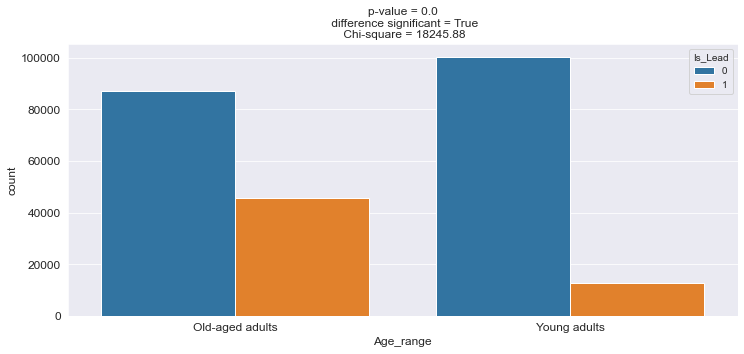 p-value = 0.0
difference significant = True
Chi-square = 18245.88
Is_Lead
0
1
100000
80000
60000
40000
20000
0
count
Old-aged adults
Young adults
Age_range